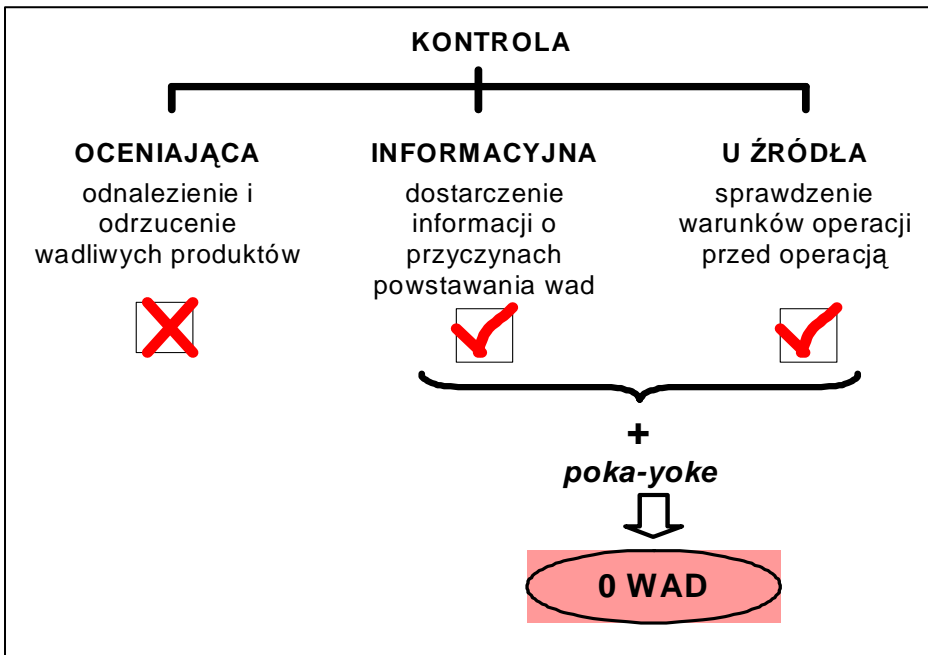 KONTROLA
OCENIAJĄCA
odnalezienie i
odrzucenie
wadliwych produktów
INFORMACYJNA
dostarczenie
informacji o
przyczynach
powstawania wad
U ŹRÓDŁA
sprawdzenie
warunków operacji
przed operacją
+
poka-yoke
0 WAD